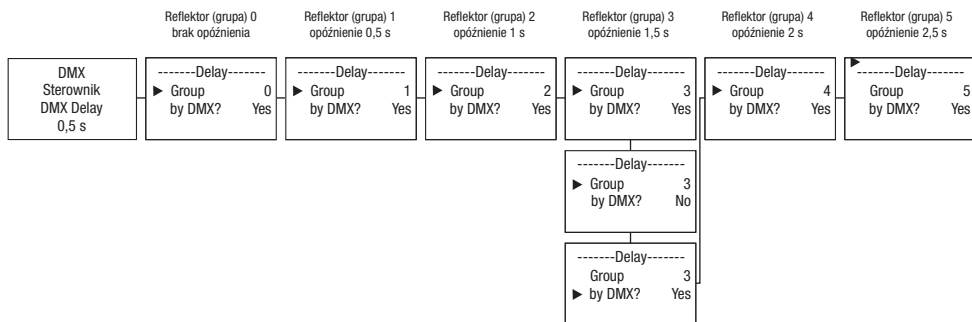 Reflektor (grupa) 0
brak opóźnienia
Reflektor (grupa) 1
opóźnienie 0,5 s
Reflektor (grupa) 2
opóźnienie 1 s
Reflektor (grupa) 3
opóźnienie 1,5 s
Reflektor (grupa) 4
opóźnienie 2 s
Reflektor (grupa) 5
opóźnienie 2,5 s
DMX
Sterownik
DMX Delay
0,5 s
-------Delay-------
► Group 0
by DMX? Yes
-------Delay-------
► Group 1
by DMX? Yes
-------Delay-------
► Group 2
by DMX? Yes
-------Delay-------
► Group 3
by DMX? Yes
-------Delay-------
► Group 4
by DMX? Yes
-------Delay-------
► Group 5
by DMX? Yes
-------Delay-------
► Group 3
by DMX? No
-------Delay-------
Group 3
► by DMX? Yes